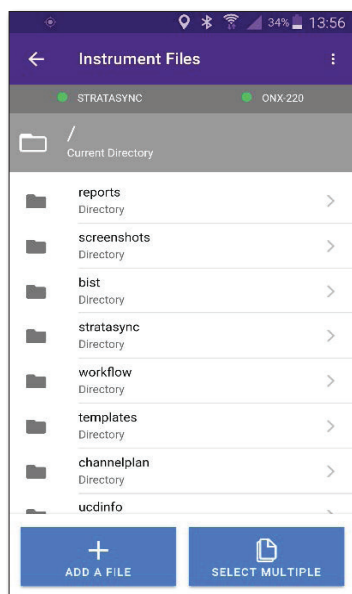 34% 13:56
Instrument Files
STRATASYNC ONX-220
/
Current Directory
reports
Directory
screenshots
Directory
bist
Directory
stratasync
Directory
workflow
Directory
templates
Directory
channelplan
Directory
ucdinfo
ADD A FILE SELECT MULTIPLE